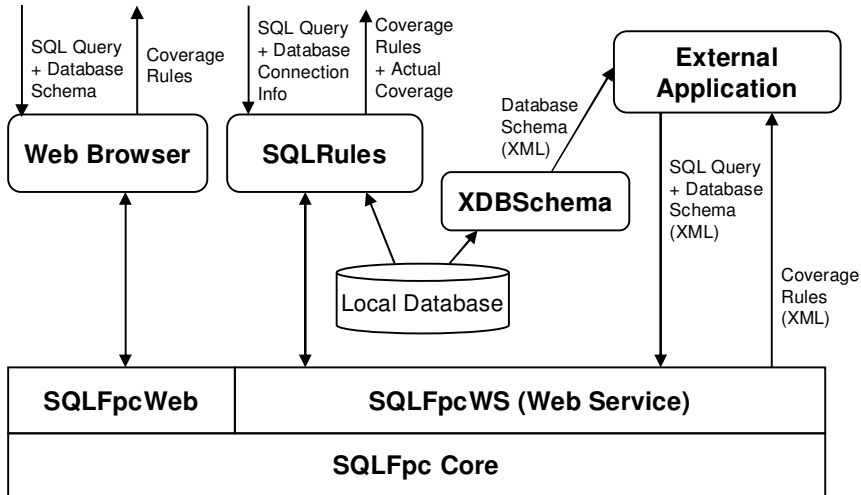 SQL Query
+ Database
Schema
Coverage
Rules
SQL Query
+ Database
Connection
Info
Coverage
Rules
+ Actual
Coverage
External
Application
Web Browser
SQLRules
Database
Schema
(XML)
XDBSchema
SQL Query
+ Database
Schema
(XML)
Local Database
Coverage
Rules
(XML)
SQLFpcWeb
SQLFpcWS (Web Service)
SQLFpc Core